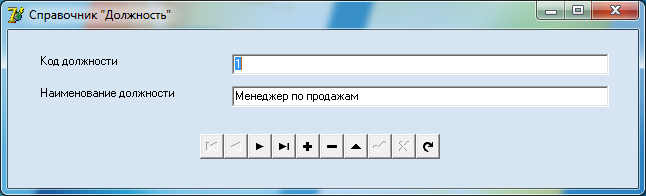 Справочник "Должность"
Код должности
1
Наименование должности
Менеджер по продажам